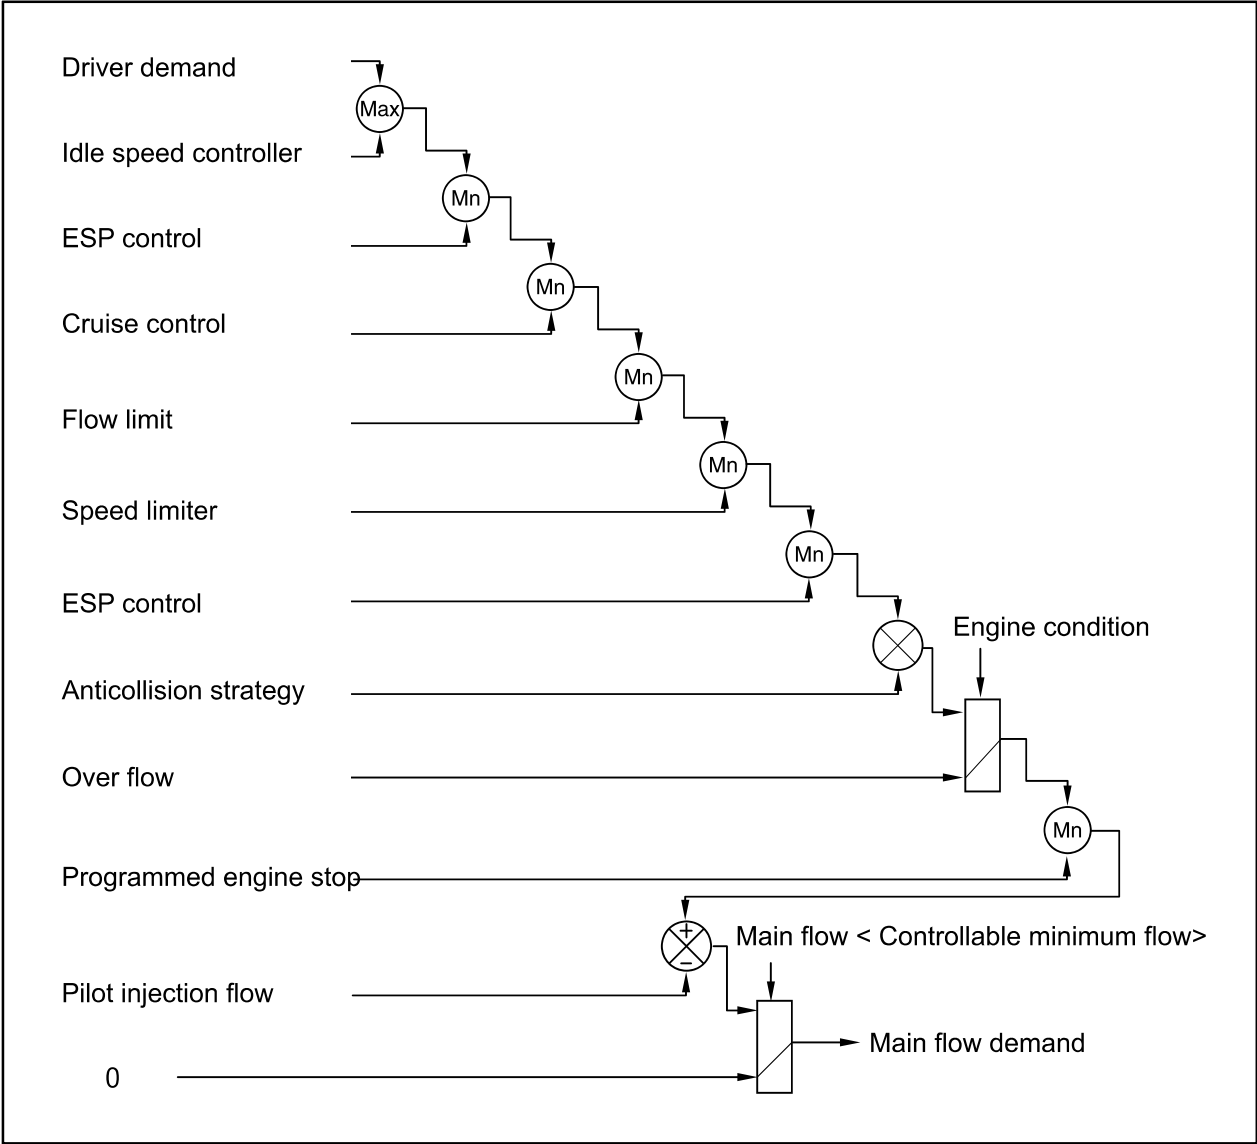 Driver demand
Max
Idle speed controller
Mn
ESP control
Mn
Cruise control
Mn
Flow limit
Mn
Speed limiter
Mn
ESP control
Engine condition
Anticollision strategy
Over flow
Mn
Programmed engine stop
+
Main flow < Controllable minimum flow>
−
Pilot injection flow
Main flow demand
0